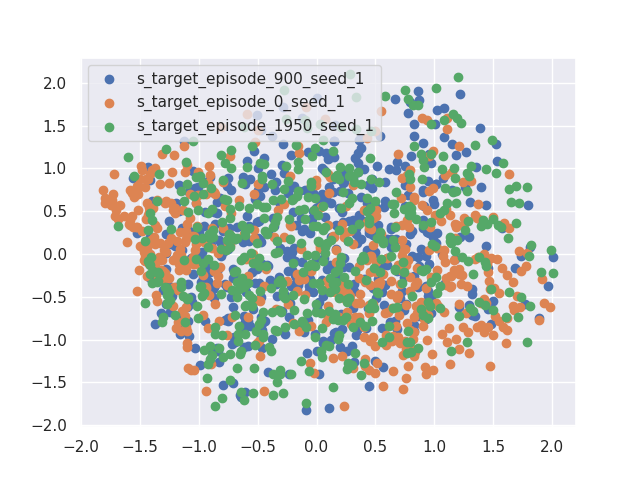 s_target_episode_900_seed_1
s_target_episode_0_seed_1
s_target_episode_1950_seed_1
2.0
1.5
1.0
0.5
0.0
−0.5
−1.0
−1.5
−2.0
−2.0 −1.5 −1.0 −0.5 0.0 0.5 1.0 1.5 2.0